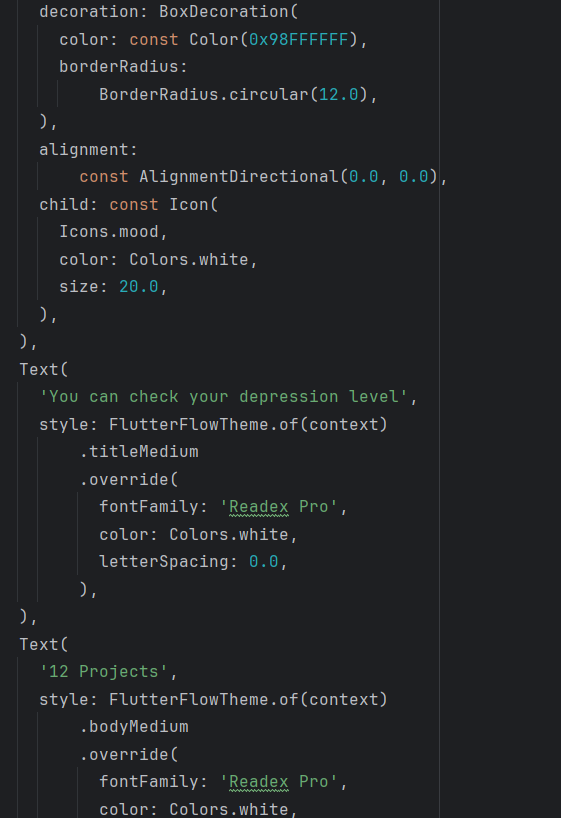 decoration: BoxDecoration(
color: const Color(0x98FFFFFF),
borderRadius:
BorderRadius.circular(12.0),
),
alignment:
const AlignmentDirectional(0.0, 0.0),
child: const Icon(
Icons.mood,
color: Colors.white,
size: 20.0,
),
),
Text(
'You can check your depression level',
style: FlutterFlowTheme.of(context)
.titleMedium
.override(
fontFamily: 'Readex Pro',
color: Colors.white,
letterSpacing: 0.0,
),
),
Text(
'12 Projects',
style: FlutterFlowTheme.of(context)
.bodyMedium
.override(
fontFamily: 'Readex Pro',
color: Colors.white,